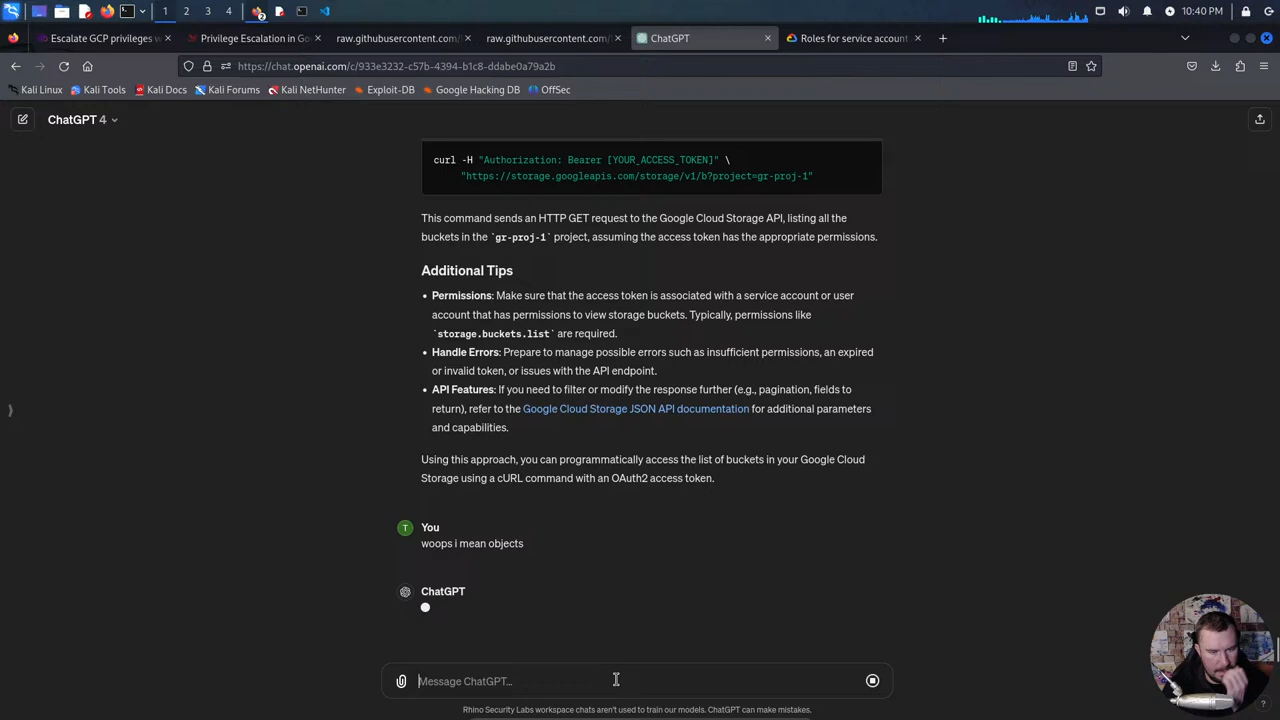 1
2
3
4
10:40 PM
Escalate GCP privileges w
Privilege Escalation in Go
raw.githubusercontent.com/
raw.githubusercontent.com/
ChatGPT
Roles for service account
https://chat.openai.com/c/933e3232-c57b-4394-b1c8-ddabe0a79a2b
Kali Linux
Kali Tools
Kali Docs
Kali Forums
Kali NetHunter
Exploit-DB
Google Hacking DB
OffSec
ChatGPT 4
curl -H "Authorization: Bearer [YOUR_ACCESS_TOKEN]" \
"https://storage.googleapis.com/storage/v1/b?project=gr-proj-1"
This command sends an HTTP GET request to the Google Cloud Storage API, listing all the
buckets in the `gr-proj-1` project, assuming the access token has the appropriate permissions.
Additional Tips
• Permissions: Make sure that the access token is associated with a service account or user
account that has permissions to view storage buckets. Typically, permissions like
`storage.buckets.list` are required.
• Handle Errors: Prepare to manage possible errors such as insufficient permissions, an expired
or invalid token, or issues with the API endpoint.
• API Features: If you need to filter or modify the response further (e.g., pagination, fields to
return), refer to the Google Cloud Storage JSON API documentation for additional parameters
and capabilities.
Using this approach, you can programmatically access the list of buckets in your Google Cloud
Storage using a cURL command with an OAuth2 access token.
T
You
woops i mean objects
ChatGPT
Message ChatGPT...
Rhino Security Labs workspace chats aren't used to train our models. ChatGPT can make mistakes.
?